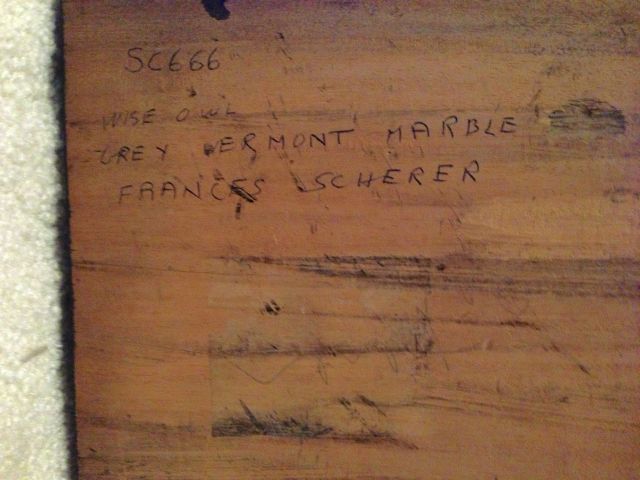 SC666
WISE OWL
GREY VERMONT MARBLE
FRANCES SCHERER